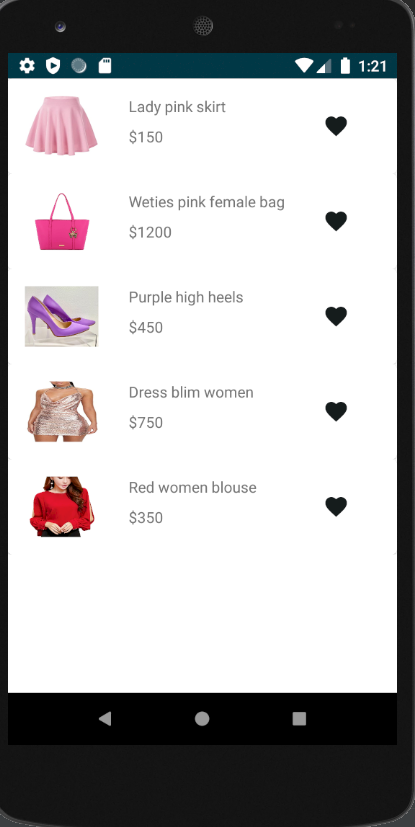 1:21
Lady pink skirt
$150
Weties pink female bag
$1200
Purple high heels
$450
Dress blim women
$750
Red women blouse
$350